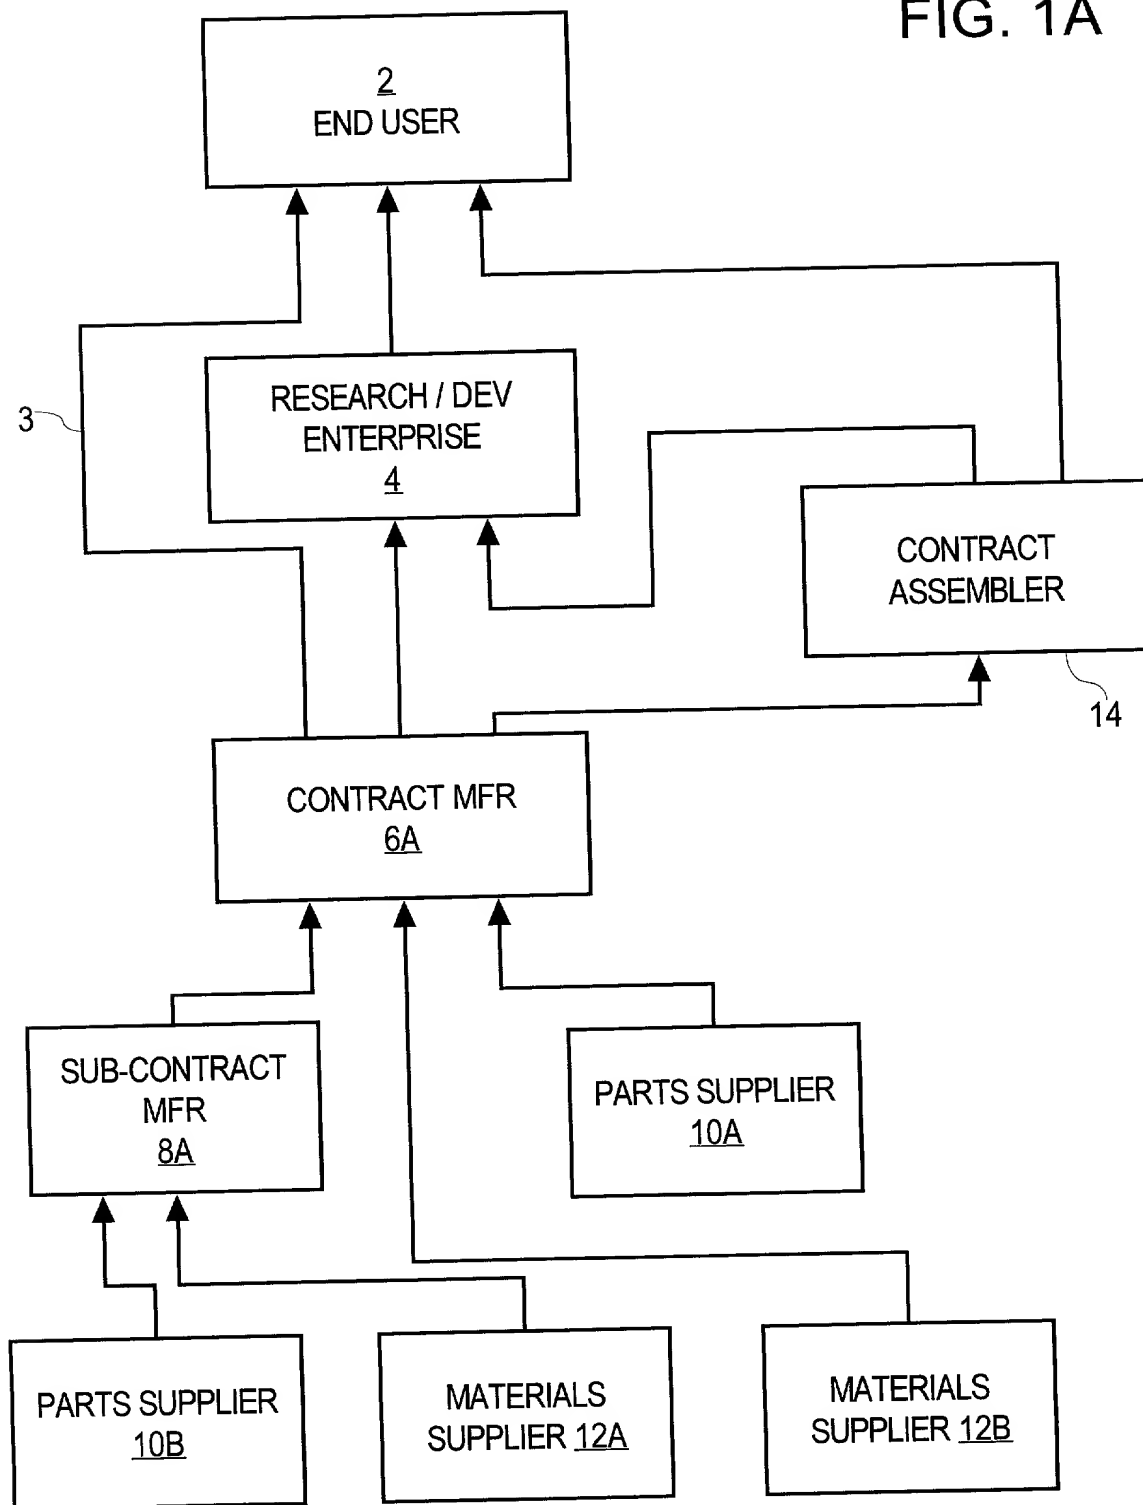 FIG. 1A
2
END USER
3
RESEARCH / DEV
ENTERPRISE
4
CONTRACT
ASSEMBLER
14
CONTRACT MFR
6A
SUB-CONTRACT
MFR
8A
PARTS SUPPLIER
10A
PARTS SUPPLIER
10B
MATERIALS
SUPPLIER 12A
MATERIALS
SUPPLIER 12B